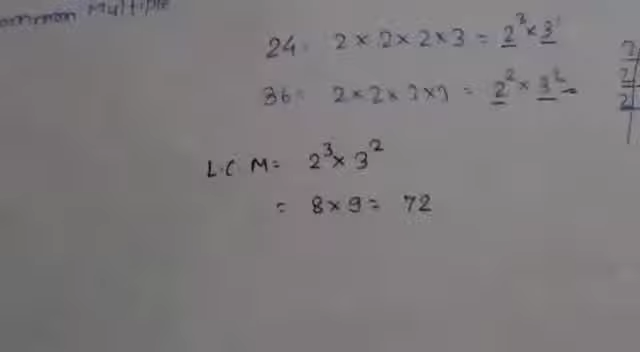 Common Multiple
24 = 2 × 2 × 2 × 3 = 2³ × 3¹
36 = 2 × 2 × 3 × 3 = 2² × 3²
L.C M = 2³ × 3²
= 8 × 9 = 72